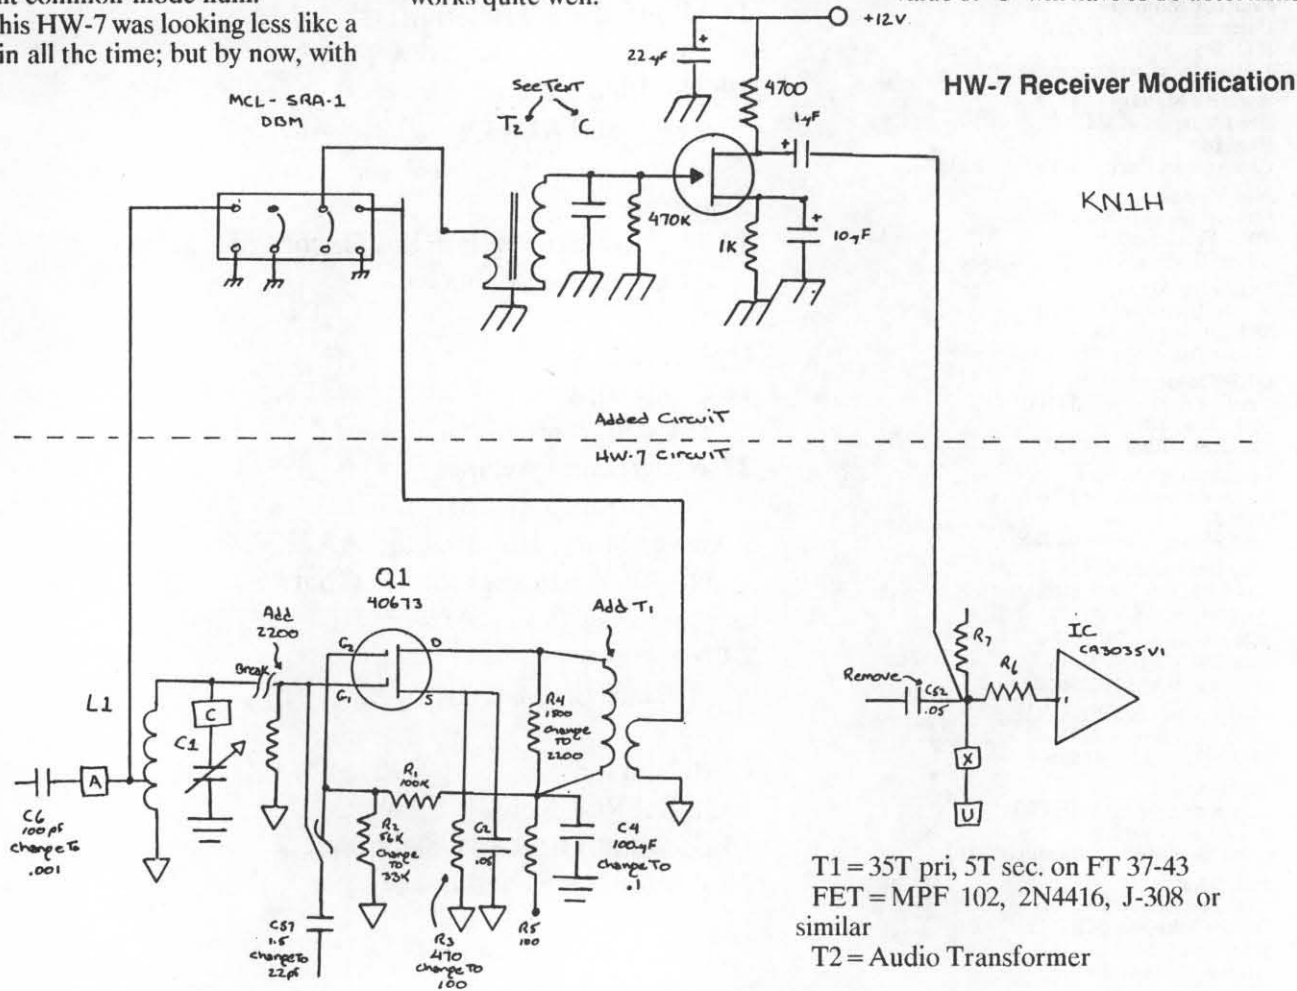 his HW-7 was looking less like a
in all the time; but by now, with
works quite well.
HW-7 Receiver Modification
KN1H
+12V
22µF
+
4700
1µF
+
See Text
T2
C
MCL- SRA-1
DBM
470K
1K
10µF
+
Added Circuit
HW-7 Circuit
Q1
40673
Add
2200
Break
G2
G1
D
S
Add T1
L1
C
C1
A
C6
100 pf
change To
.001
R4
1800
change
TO
2200
R1
100K
R2
56K
change
TO
33K
C2
.05
C4
100µF
change To
.1
C57
1.5
change To
22pf
R3
470
change To
100
R5
100
Remove
C52
.05
R7
R6
IC
CA3035V1
1
X
U
T1 = 35T pri, 5T sec. on FT 37-43
FET = MPF 102, 2N4416, J-308 or
similar
T2 = Audio Transformer